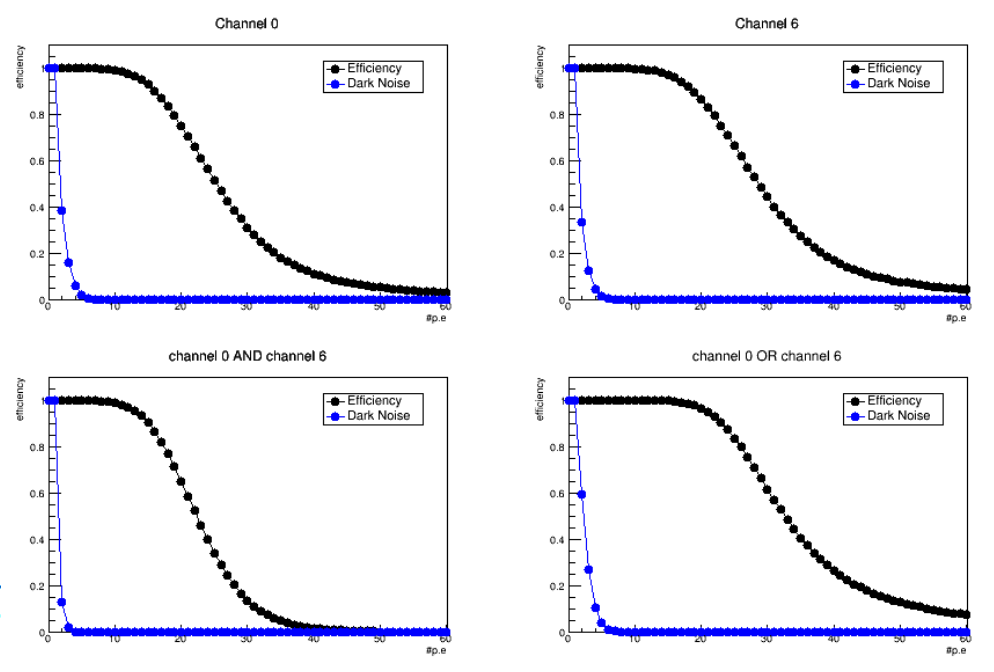 Channel 0
efficiency
1
0.8
0.6
0.4
0.2
0
Efficiency
Dark Noise
0 10 20 30 40 50 60
#p.e
Channel 6
efficiency
1
0.8
0.6
0.4
0.2
0
Efficiency
Dark Noise
0 10 20 30 40 50 60
#p.e
channel 0 AND channel 6
efficiency
1
0.8
0.6
0.4
0.2
0
Efficiency
Dark Noise
0 10 20 30 40 50 60
#p.e
channel 0 OR channel 6
efficiency
1
0.8
0.6
0.4
0.2
0
Efficiency
Dark Noise
0 10 20 30 40 50 60
#p.e